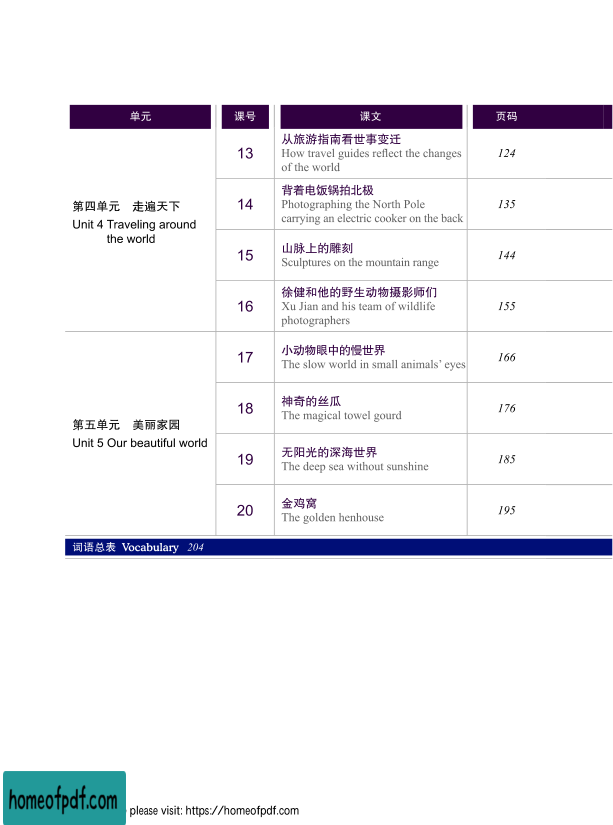 单元 课号 课文 页码
第四单元 走遍天下
Unit 4 Traveling around
the world
13
从旅游指南看世事变迁
How travel guides reflect the changes
of the world
124
14
背着电饭锅拍北极
Photographing the North Pole
carrying an electric cooker on the back
135
15
山脉上的雕刻
Sculptures on the mountain range
144
16
徐健和他的野生动物摄影师们
Xu Jian and his team of wildlife
photographers
155
第五单元 美丽家园
Unit 5 Our beautiful world
17
小动物眼中的慢世界
The slow world in small animals’ eyes
166
18
神奇的丝瓜
The magical towel gourd
176
19
无阳光的深海世界
The deep sea without sunshine
185
20
金鸡窝
The golden henhouse
195
词语总表 Vocabulary 204
homeofpdf.com
please visit: https://homeofpdf.com